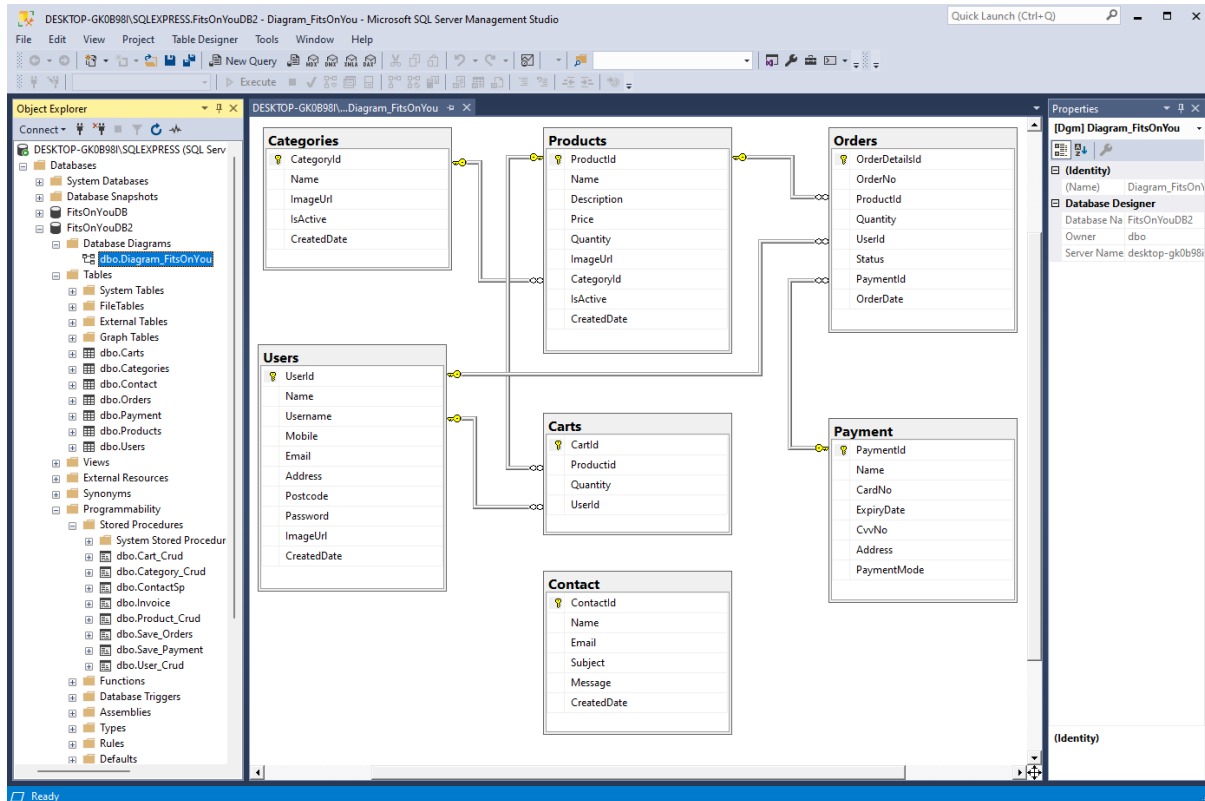 DESKTOP-GK0B98I\SQLEXPRESS.FitsOnYouDB2 - Diagram_FitsOnYou - Microsoft SQL Server Management Studio
Quick Launch (Ctrl+Q)
File Edit View Project Table Designer Tools Window Help
New Query
MDX DMX XMLA DAX
Execute
Object Explorer
Connect
DESKTOP-GK0B98I\SQLEXPRESS (SQL Serv
Databases
System Databases
Database Snapshots
FitsOnYouDB
FitsOnYouDB2
Database Diagrams
dbo.Diagram_FitsOnYou
Tables
System Tables
FileTables
External Tables
Graph Tables
dbo.Carts
dbo.Categories
dbo.Contact
dbo.Orders
dbo.Payment
dbo.Products
dbo.Users
Views
External Resources
Synonyms
Programmability
Stored Procedures
System Stored Procedur
dbo.Cart_Crud
dbo.Category_Crud
dbo.ContactSp
dbo.Invoice
dbo.Product_Crud
dbo.Save_Orders
dbo.Save_Payment
dbo.User_Crud
Functions
Database Triggers
Assemblies
Types
Rules
Defaults
DESKTOP-GK0B98I\...Diagram_FitsOnYou
Categories
CategoryId
Name
ImageUrl
IsActive
CreatedDate
Products
ProductId
Name
Description
Price
Quantity
ImageUrl
CategoryId
IsActive
CreatedDate
Orders
OrderDetailsId
OrderNo
ProductId
Quantity
UserId
Status
PaymentId
OrderDate
Users
UserId
Name
Username
Mobile
Email
Address
Postcode
Password
ImageUrl
CreatedDate
Carts
CartId
Productid
Quantity
UserId
Payment
PaymentId
Name
CardNo
ExpiryDate
CvvNo
Address
PaymentMode
Contact
ContactId
Name
Email
Subject
Message
CreatedDate
Properties
[Dgm] Diagram_FitsOnYou
(Identity)
(Name) Diagram_FitsOn
Database Designer
Database Na FitsOnYouDB2
Owner dbo
Server Name desktop-gk0b98i
(Identity)
Ready